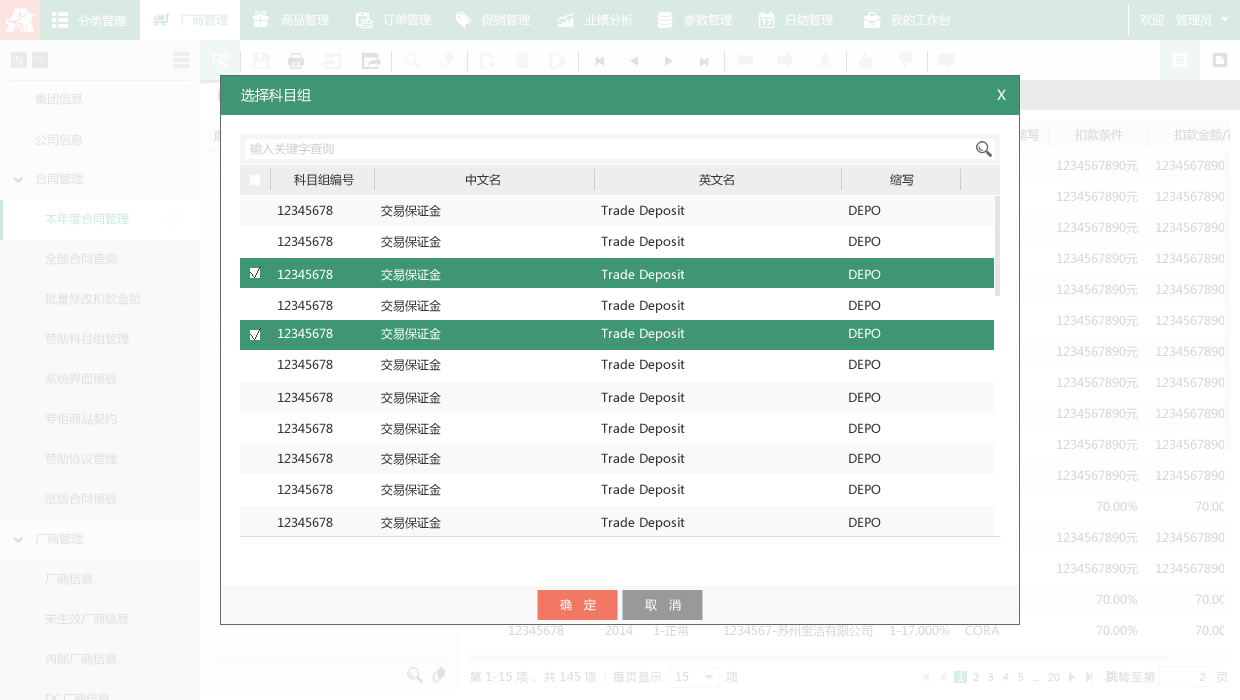 分类管理 厂商管理 商品管理 订单管理 促销管理 业绩分析 参数管理 日结管理 我的工作台 欢迎，管理员
集团信息
公司信息
合同管理
本年度合同管理
全部合同查询
批量修改扣款金额
赞助科目组管理
系统界面模板
专柜商品契约
赞助协议管理
纸版合同模板
厂商管理
厂商信息
未生效厂商信息
内部厂商信息
DC厂商信息
选择科目组 X
输入关键字查询
科目组编号 中文名 英文名 缩写
12345678 交易保证金 Trade Deposit DEPO
12345678 交易保证金 Trade Deposit DEPO
12345678 交易保证金 Trade Deposit DEPO
12345678 交易保证金 Trade Deposit DEPO
12345678 交易保证金 Trade Deposit DEPO
12345678 交易保证金 Trade Deposit DEPO
12345678 交易保证金 Trade Deposit DEPO
12345678 交易保证金 Trade Deposit DEPO
12345678 交易保证金 Trade Deposit DEPO
12345678 交易保证金 Trade Deposit DEPO
12345678 交易保证金 Trade Deposit DEPO
确 定 取 消
缩写 扣款条件 扣款金额/
1234567890元 1234567890
1234567890元 1234567890
1234567890元 1234567890
1234567890元 1234567890
1234567890元 1234567890
1234567890元 1234567890
1234567890元 1234567890
1234567890元 1234567890
1234567890元 1234567890
1234567890元 1234567890
1234567890元 1234567890
70.00% 70.00
1234567890元 1234567890
1234567890元 1234567890
70.00% 70.00
12345678 2014 1-正常 1234567-苏州宝洁有限公司 1-17.000% CORA 70.00% 70.00
第 1-15 项， 共 145 项 每页显示 15 项 1 2 3 4 5 ... 20 跳转至第 2 页